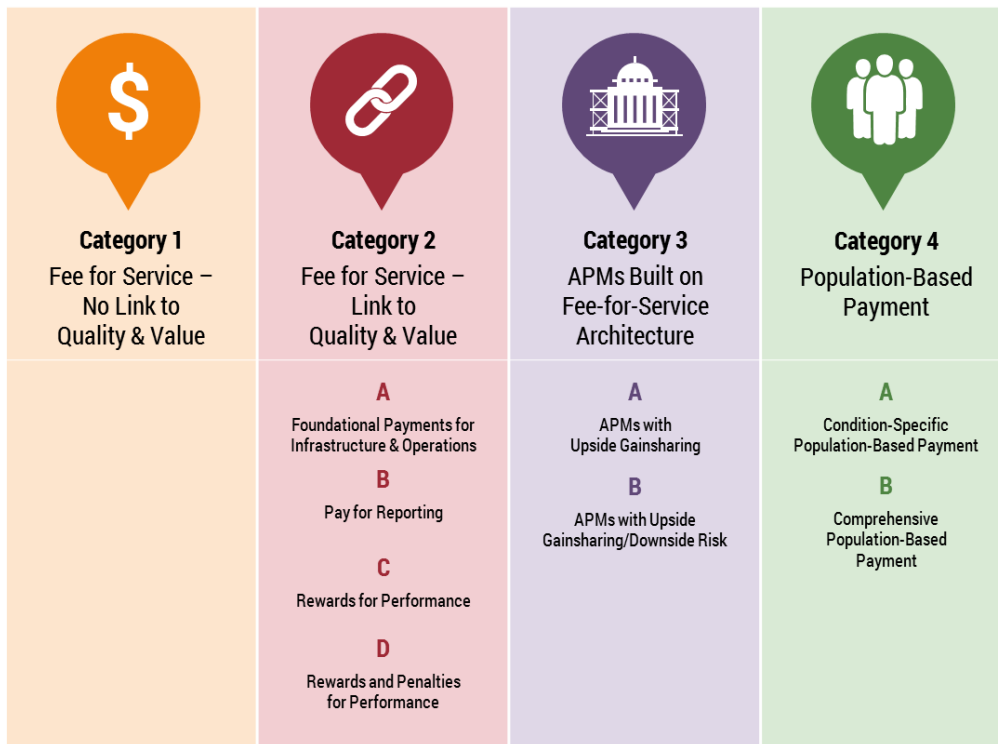 $
Category 1
Fee for Service –
No Link to
Quality & Value
Category 2
Fee for Service –
Link to
Quality & Value
A
Foundational Payments for
Infrastructure & Operations
B
Pay for Reporting
C
Rewards for Performance
D
Rewards and Penalties
for Performance
Category 3
APMs Built on
Fee-for-Service
Architecture
A
APMs with
Upside Gainsharing
B
APMs with Upside
Gainsharing/Downside Risk
Category 4
Population-Based
Payment
A
Condition-Specific
Population-Based Payment
B
Comprehensive
Population-Based
Payment